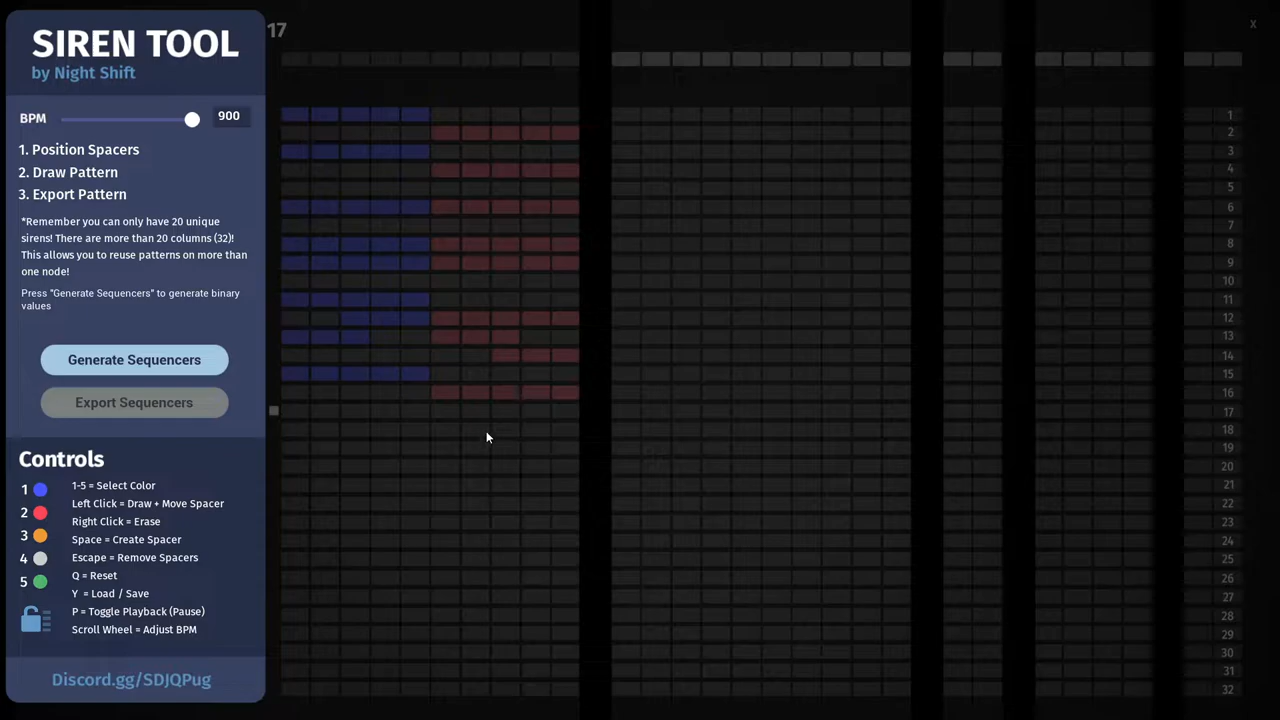 SIREN TOOL
by Night Shift
BPM 900
1. Position Spacers
2. Draw Pattern
3. Export Pattern
*Remember you can only have 20 unique
sirens! There are more than 20 columns (32)!
This allows you to reuse patterns on more than
one node!
Press "Generate Sequencers" to generate binary
values
Generate Sequencers
Export Sequencers
Controls
1
2
3
4
5
1-5 = Select Color
Left Click = Draw + Move Spacer
Right Click = Erase
Space = Create Spacer
Escape = Remove Spacers
Q = Reset
Y = Load / Save
P = Toggle Playback (Pause)
Scroll Wheel = Adjust BPM
Discord.gg/SDJQPug
17
X
1
2
3
4
5
6
7
8
9
10
11
12
13
14
15
16
17
18
19
20
21
22
23
24
25
26
27
28
29
30
31
32